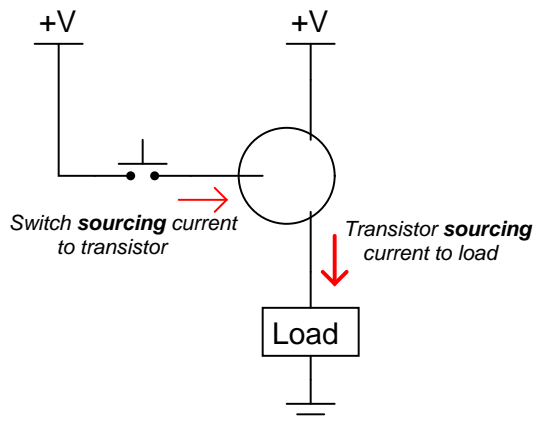 +V
+V
Switch sourcing current
to transistor
Transistor sourcing
current to load
Load